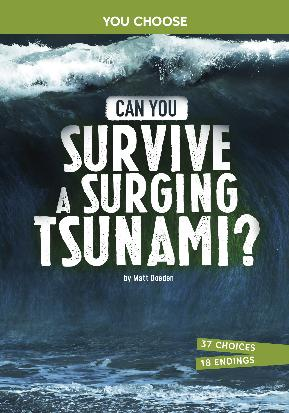 YOU CHOOSE
CAN YOU
SURVIVE
A SURGING
TSUNAMI?
by Matt Doeden
37 CHOICES
18 ENDINGS